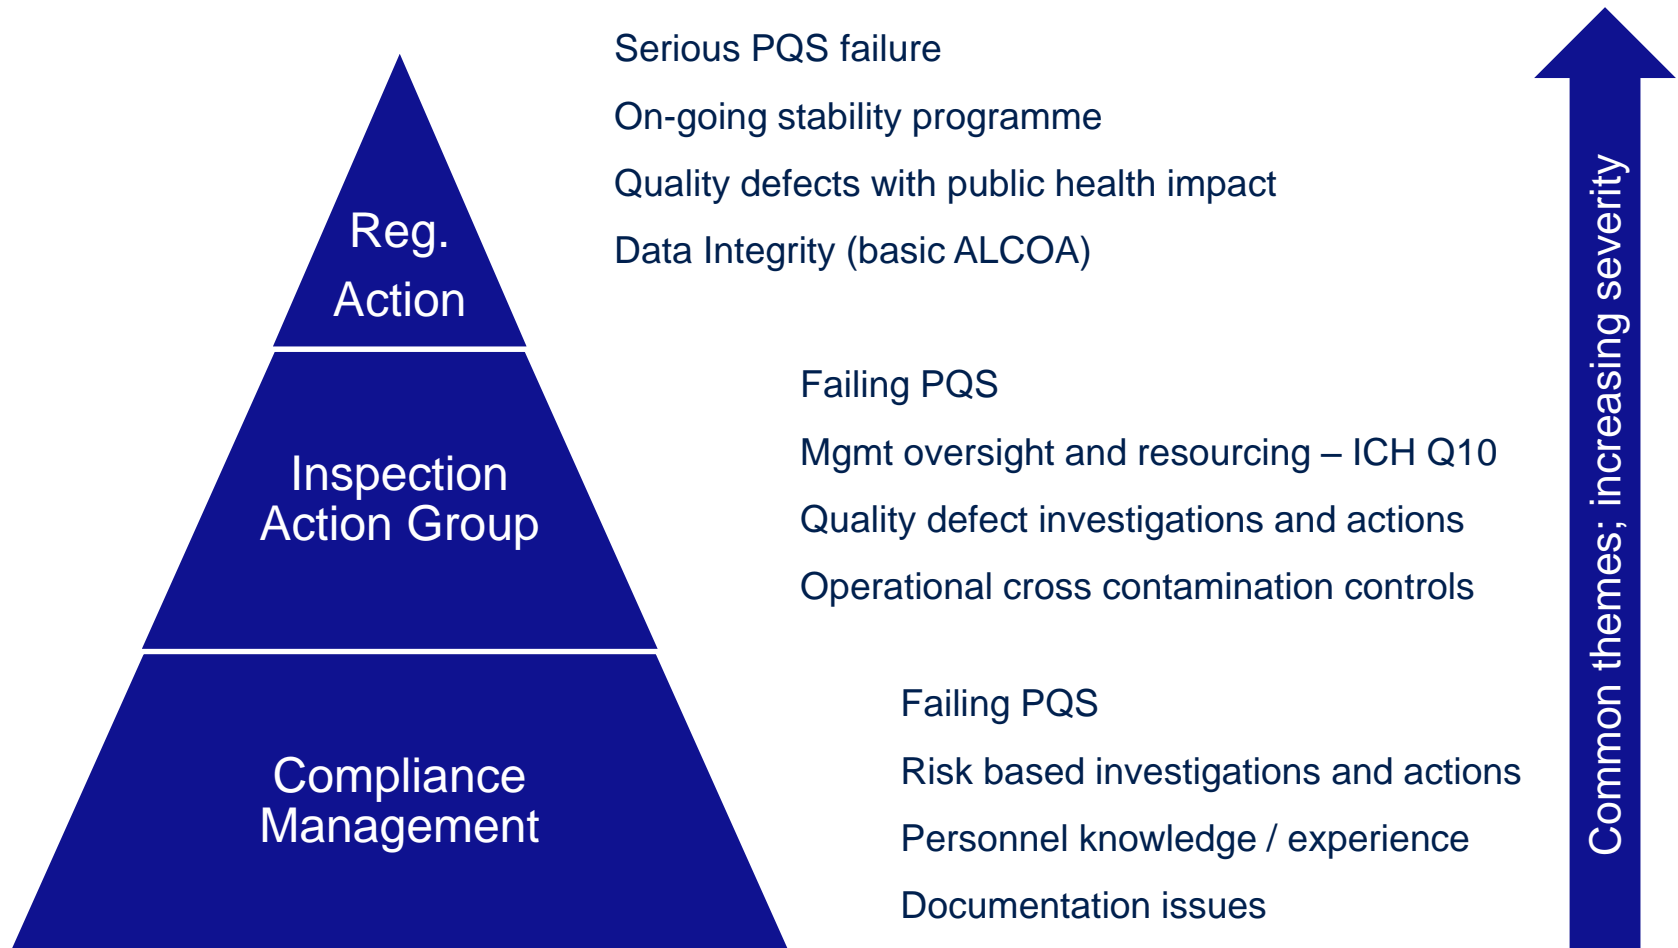 Reg.
Action
Serious PQS failure
On-going stability programme
Quality defects with public health impact
Data Integrity (basic ALCOA)
Inspection
Action Group
Failing PQS
Mgmt oversight and resourcing – ICH Q10
Quality defect investigations and actions
Operational cross contamination controls
Compliance
Management
Failing PQS
Risk based investigations and actions
Personnel knowledge / experience
Documentation issues
Common themes; increasing severity